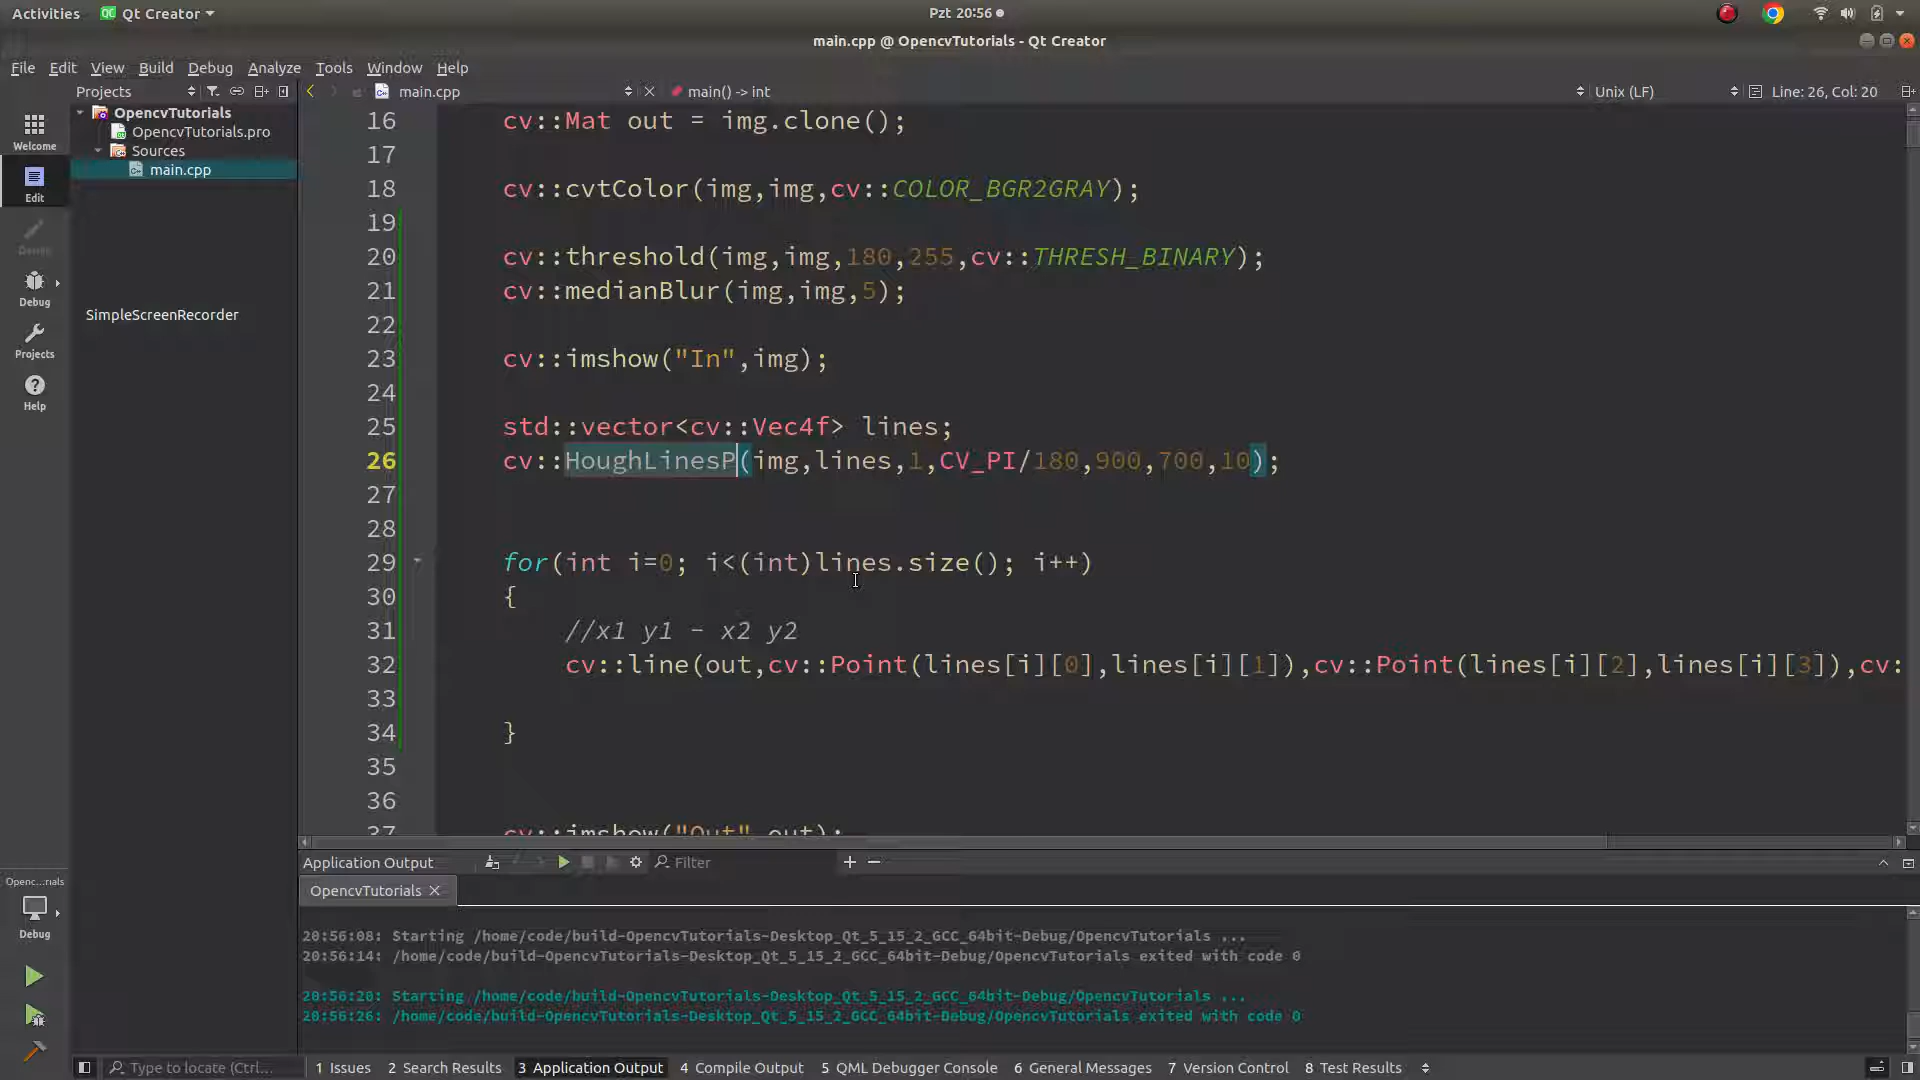 Activities
Qt Creator
Pzt 20:56
main.cpp @ OpencvTutorials - Qt Creator
File Edit View Build Debug Analyze Tools Window Help
Projects
main.cpp
main() -> int
Unix (LF)
Line: 26, Col: 20
OpencvTutorials
OpencvTutorials.pro
Sources
main.cpp
Welcome
Edit
Design
Debug
Projects
Help
SimpleScreenRecorder
16 cv::Mat out = img.clone();
17
18 cv::cvtColor(img,img,cv::COLOR_BGR2GRAY);
19
20 cv::threshold(img,img,180,255,cv::THRESH_BINARY);
21 cv::medianBlur(img,img,5);
22
23 cv::imshow("In",img);
24
25 std::vector<cv::Vec4f> lines;
26 cv::HoughLinesP(img,lines,1,CV_PI/180,900,700,10);
27
28
29 for(int i=0; i<(int)lines.size(); i++)
30 {
31 //x1 y1 - x2 y2
32 cv::line(out,cv::Point(lines[i][0],lines[i][1]),cv::Point(lines[i][2],lines[i][3]),cv:
33
34 }
35
36
37 cv::imshow("Out",out);
Application Output
Filter
OpencvTutorials
20:56:08: Starting /home/code/build-OpencvTutorials-Desktop_Qt_5_15_2_GCC_64bit-Debug/OpencvTutorials ...
20:56:14: /home/code/build-OpencvTutorials-Desktop_Qt_5_15_2_GCC_64bit-Debug/OpencvTutorials exited with code 0
20:56:20: Starting /home/code/build-OpencvTutorials-Desktop_Qt_5_15_2_GCC_64bit-Debug/OpencvTutorials ...
20:56:26: /home/code/build-OpencvTutorials-Desktop_Qt_5_15_2_GCC_64bit-Debug/OpencvTutorials exited with code 0
Openc...rials
Debug
Type to locate (Ctrl...
1 Issues 2 Search Results 3 Application Output 4 Compile Output 5 QML Debugger Console 6 General Messages 7 Version Control 8 Test Results